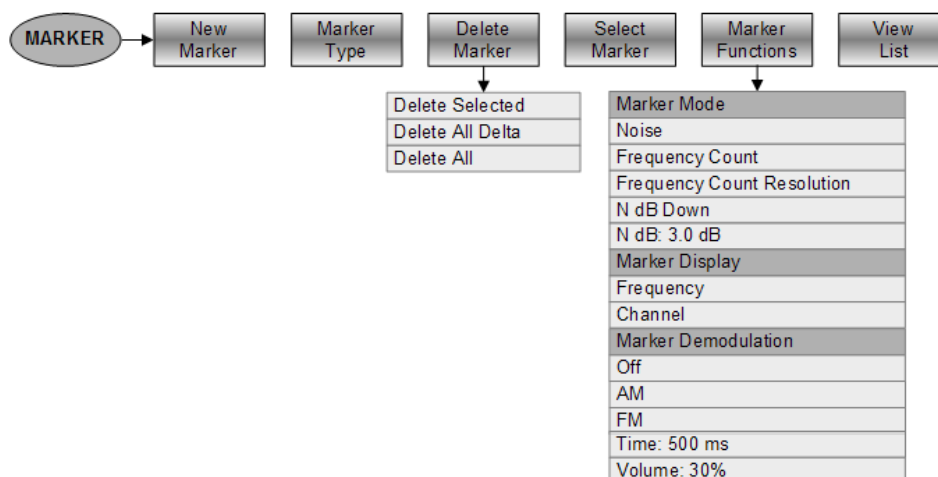 MARKER
New
Marker
Marker
Type
Delete
Marker
Select
Marker
Marker
Functions
View
List
Delete Selected
Delete All Delta
Delete All
Marker Mode
Noise
Frequency Count
Frequency Count Resolution
N dB Down
N dB: 3.0 dB
Marker Display
Frequency
Channel
Marker Demodulation
Off
AM
FM
Time: 500 ms
Volume: 30%